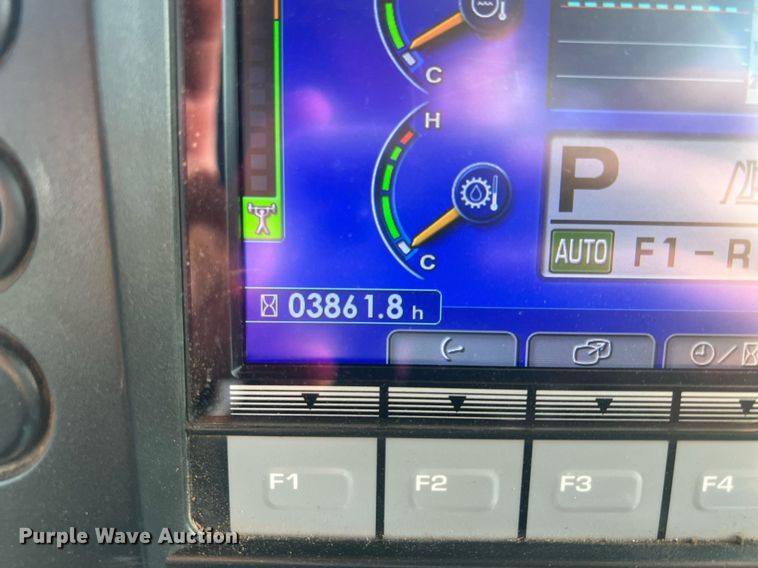 C
H
C
P
AUTO F1-R
03861.8 h
F1 F2 F3 F4
Purple Wave Auction